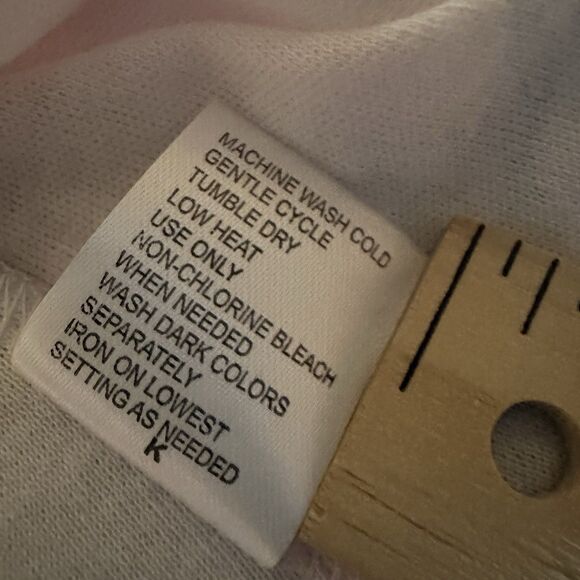 MACHINE WASH COLD
GENTLE CYCLE
TUMBLE DRY
LOW HEAT
USE ONLY
NON-CHLORINE BLEACH
WHEN NEEDED
WASH DARK COLORS
SEPARATELY
IRON ON LOWEST
SETTING AS NEEDED
K